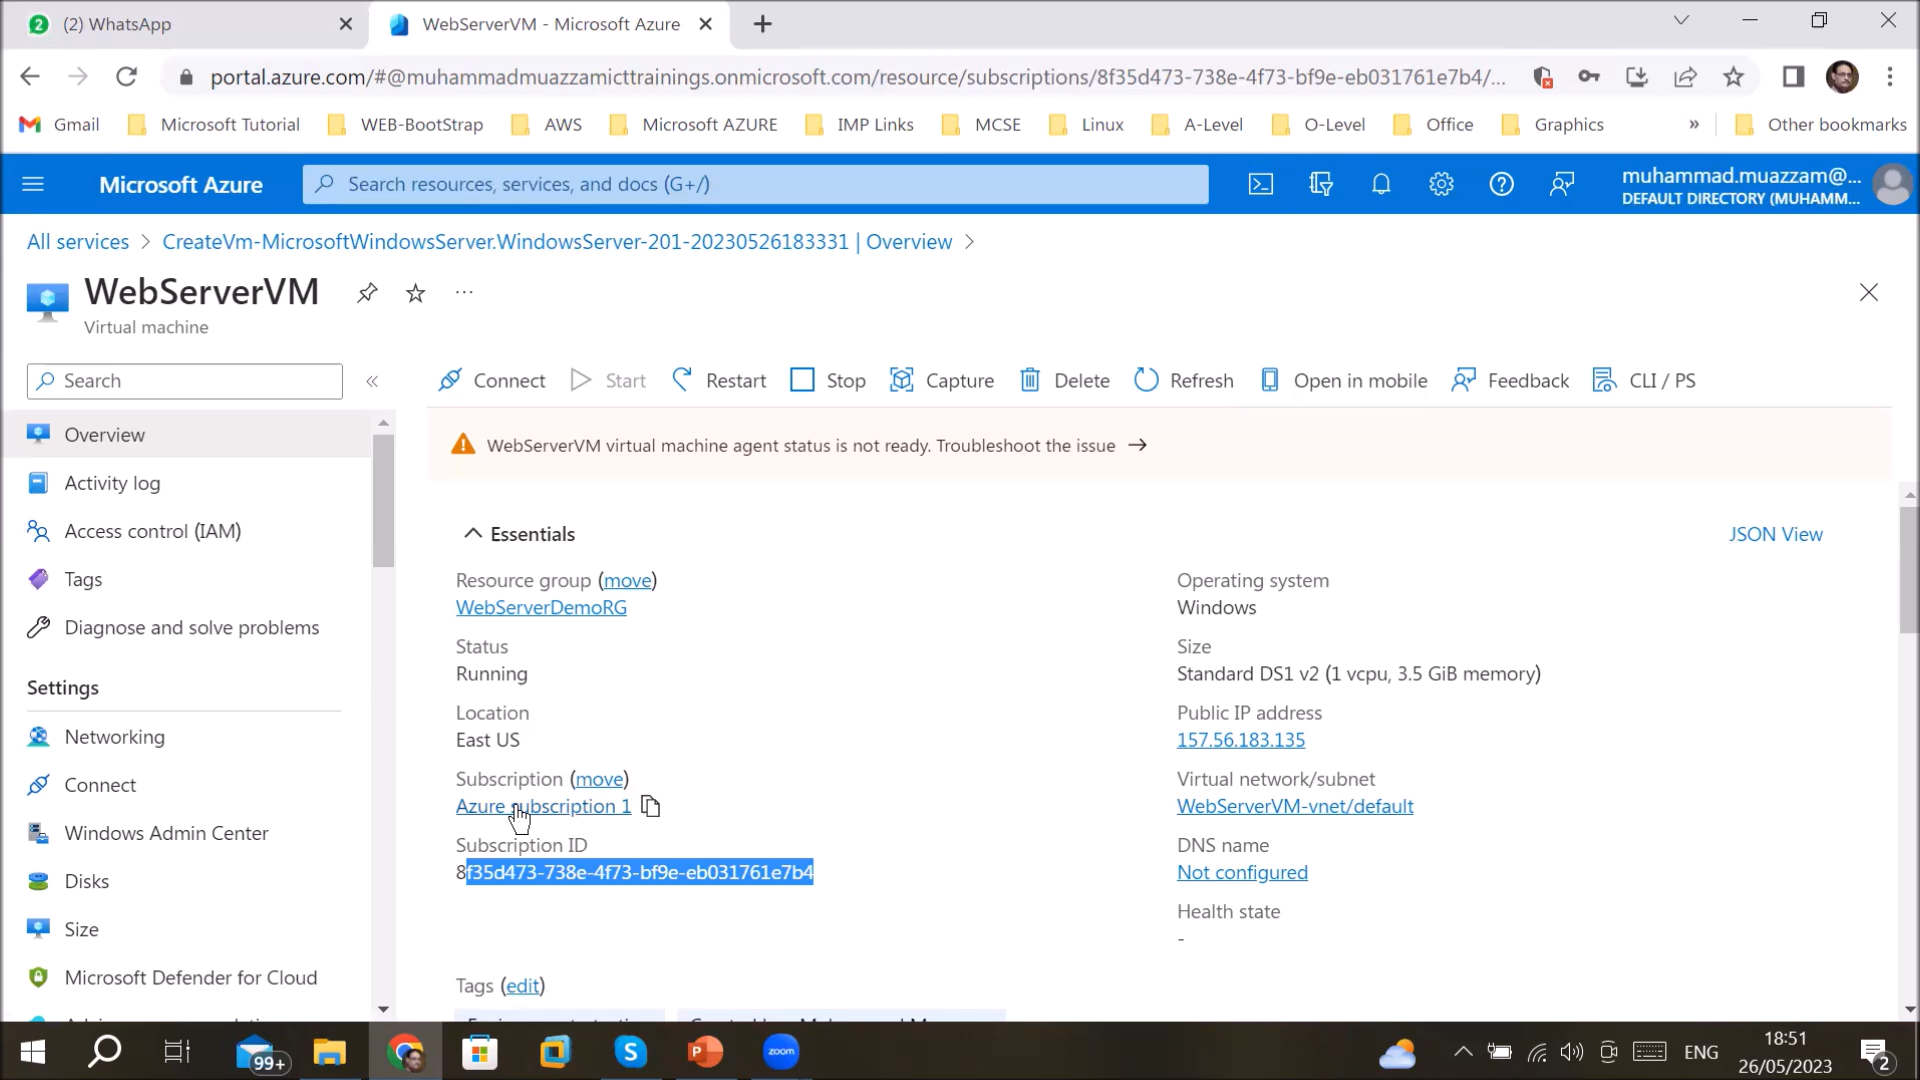 2
(2) WhatsApp
WebServerVM - Microsoft Azure
portal.azure.com/#@muhammadmuazzamicttrainings.onmicrosoft.com/resource/subscriptions/8f35d473-738e-4f73-bf9e-eb031761e7b4/...
Gmail
Microsoft Tutorial
WEB-BootStrap
AWS
Microsoft AZURE
IMP Links
MCSE
Linux
A-Level
O-Level
Office
Graphics
»
Other bookmarks
Microsoft Azure
Search resources, services, and docs (G+/)
muhammad.muazzam@...
DEFAULT DIRECTORY (MUHAMM...
All services > CreateVm-MicrosoftWindowsServer.WindowsServer-201-20230526183331 | Overview >
WebServerVM
...
Virtual machine
Search
«
Connect
Start
Restart
Stop
Capture
Delete
Refresh
Open in mobile
Feedback
CLI / PS
Overview
Activity log
Access control (IAM)
Tags
Diagnose and solve problems
Settings
Networking
Connect
Windows Admin Center
Disks
Size
Microsoft Defender for Cloud
WebServerVM virtual machine agent status is not ready. Troubleshoot the issue →
Essentials
JSON View
Resource group (move)
WebServerDemoRG
Status
Running
Location
East US
Subscription (move)
Azure subscription 1
Subscription ID
8f35d473-738e-4f73-bf9e-eb031761e7b4
Operating system
Windows
Size
Standard DS1 v2 (1 vcpu, 3.5 GiB memory)
Public IP address
157.56.183.135
Virtual network/subnet
WebServerVM-vnet/default
DNS name
Not configured
Health state
-
Tags (edit)
99+
zoom
ENG
18:51
26/05/2023
2